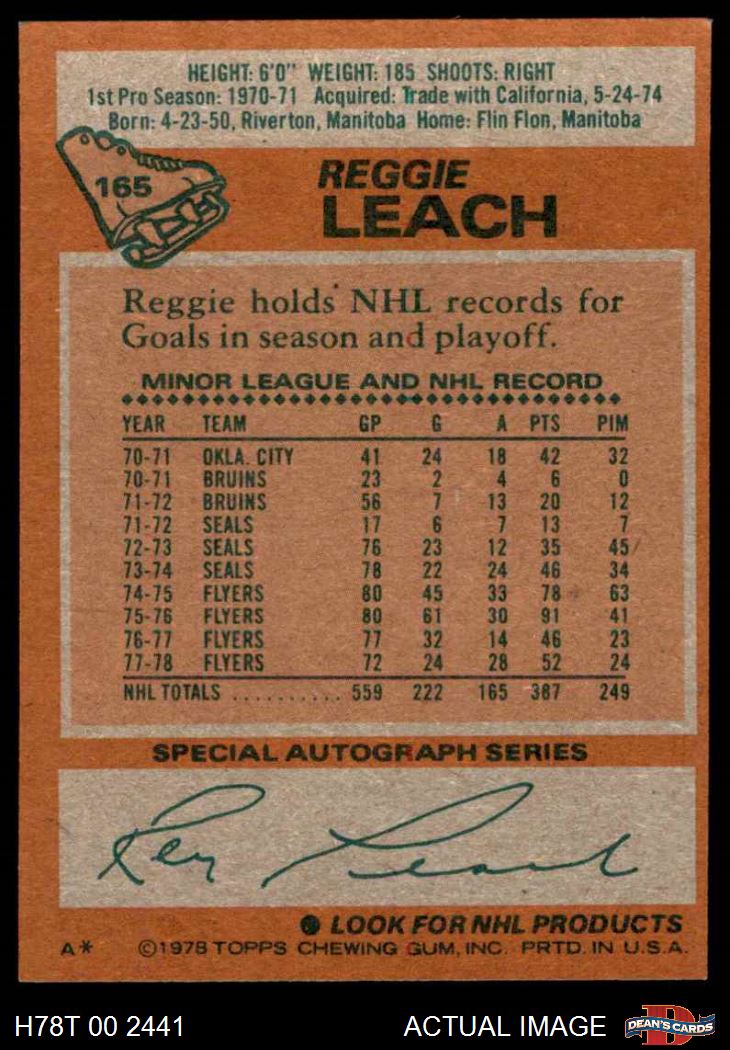 HEIGHT: 6'0" WEIGHT: 185 SHOOTS: RIGHT
1st Pro Season: 1970-71 Acquired: Trade with California, 5-24-74
Born: 4-23-50, Riverton, Manitoba Home: Flin Flon, Manitoba
165
REGGIE
LEACH
Reggie holds NHL records for
Goals in season and playoff.
MINOR LEAGUE AND NHL RECORD
YEAR TEAM GP G A PTS PIM
70-71 OKLA. CITY 41 24 18 42 32
70-71 BRUINS 23 2 4 6 0
71-72 BRUINS 56 7 13 20 12
71-72 SEALS 17 6 7 13 7
72-73 SEALS 76 23 12 35 45
73-74 SEALS 78 22 24 46 34
74-75 FLYERS 80 45 33 78 63
75-76 FLYERS 80 61 30 91 41
76-77 FLYERS 77 32 14 46 23
77-78 FLYERS 72 24 28 52 24
NHL TOTALS .......... 559 222 165 387 249
SPECIAL AUTOGRAPH SERIES
Reg Leach
● LOOK FOR NHL PRODUCTS
A* ©1978 TOPPS CHEWING GUM, INC. PRTD. IN U.S.A.
H78T 00 2441 ACTUAL IMAGE D DEAN'S CARDS